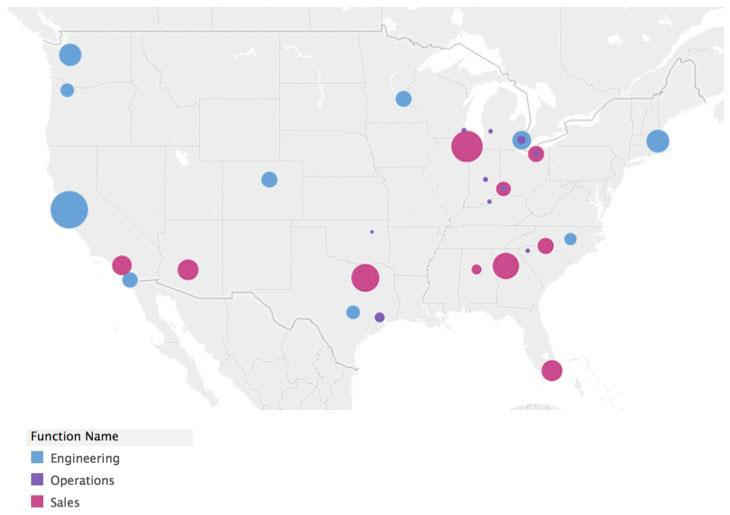 Function Name
Engineering
Operations
Sales